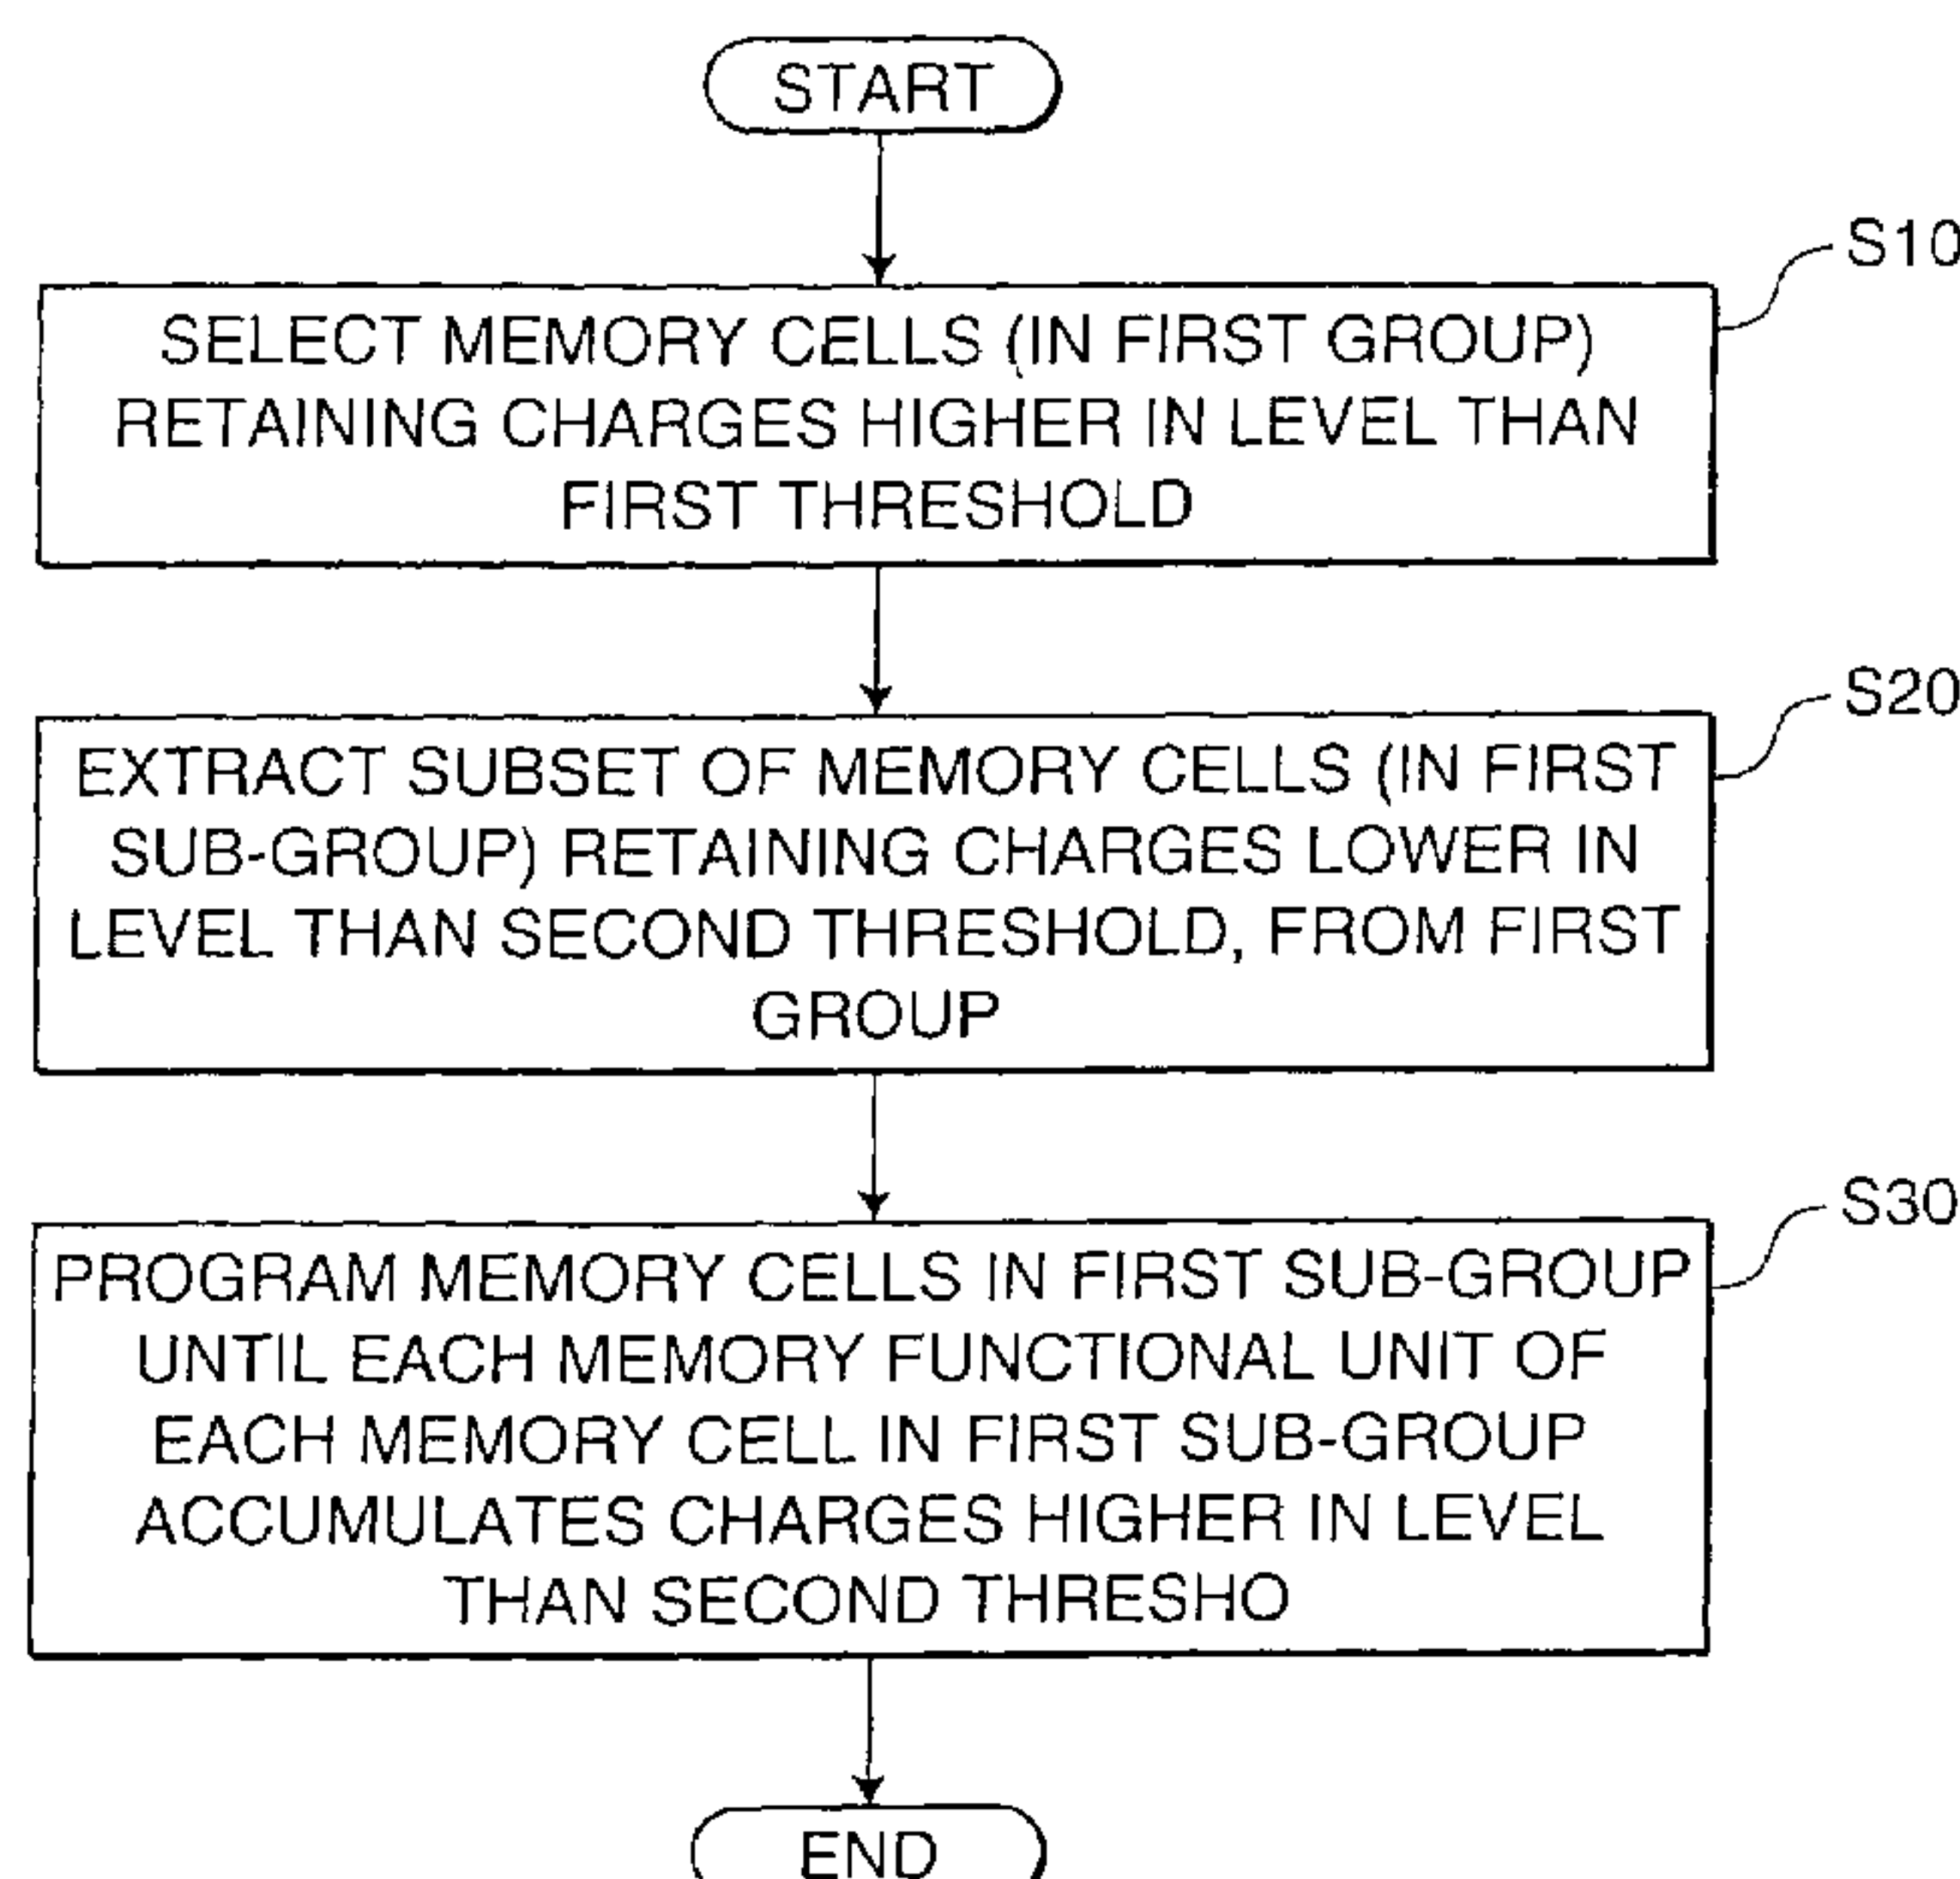 START
S10
SELECT MEMORY CELLS (IN FIRST GROUP)
RETAINING CHARGES HIGHER IN LEVEL THAN
FIRST THRESHOLD
S20
EXTRACT SUBSET OF MEMORY CELLS (IN FIRST
SUB-GROUP) RETAINING CHARGES LOWER IN
LEVEL THAN SECOND THRESHOLD, FROM FIRST
GROUP
S30
PROGRAM MEMORY CELLS IN FIRST SUB-GROUP
UNTIL EACH MEMORY FUNCTIONAL UNIT OF
EACH MEMORY CELL IN FIRST SUB-GROUP
ACCUMULATES CHARGES HIGHER IN LEVEL
THAN SECOND THRESHO
END